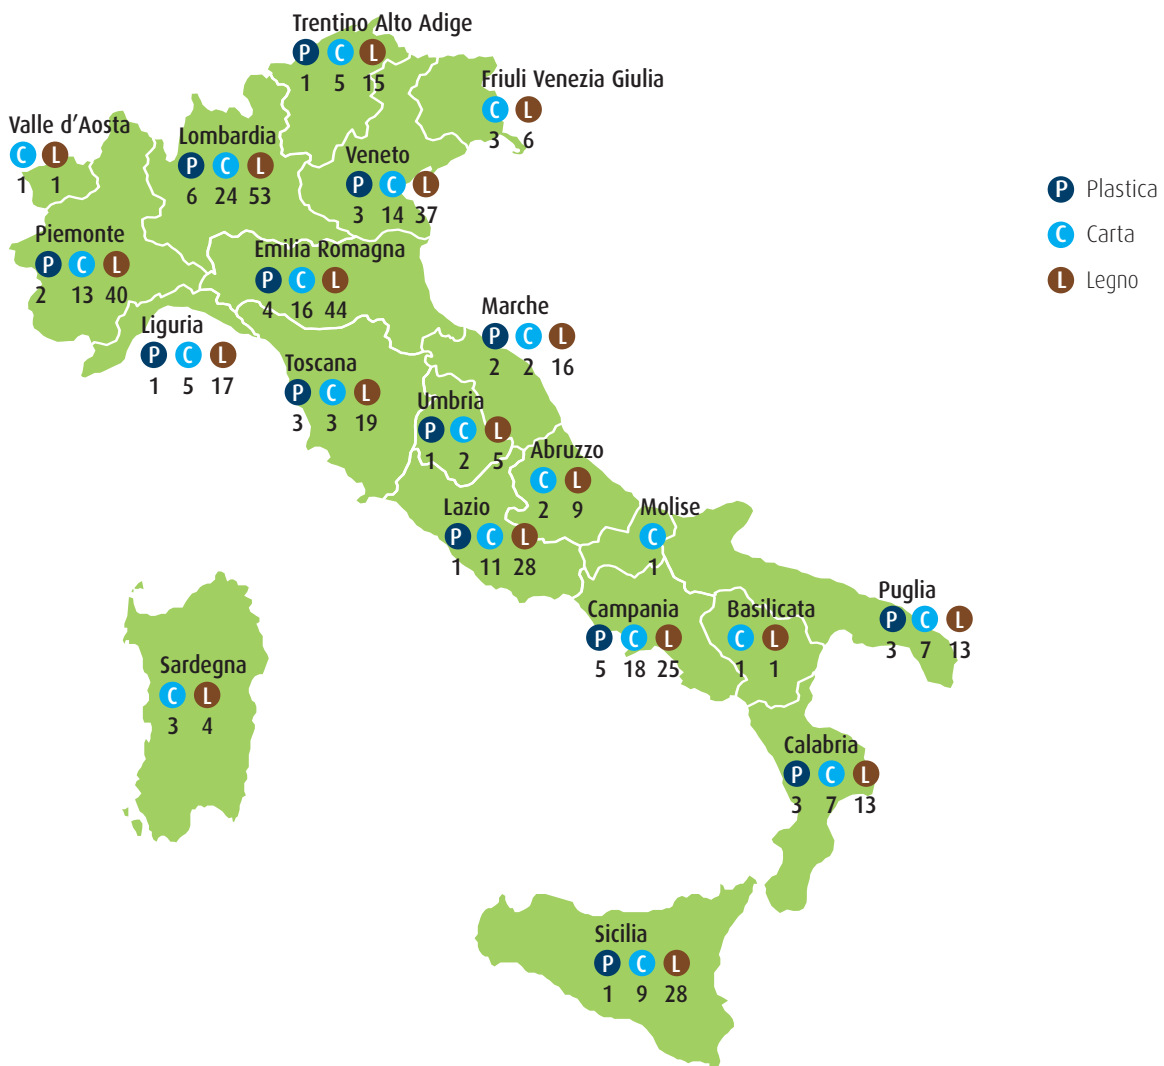 Trentino Alto Adige
P C L
1 5 15
Friuli Venezia Giulia
C L
3 6
Valle d'Aosta
C L
1 1
Lombardia
P C L
6 24 53
Veneto
P C L
3 14 37
P Plastica
C Carta
L Legno
Piemonte
P C L
2 13 40
Emilia Romagna
P C L
4 16 44
Liguria
P C L
1 5 17
Marche
P C L
2 2 16
Toscana
P C L
3 3 19
Umbria
P C L
1 2 5
Abruzzo
C L
2 9
Lazio
P C L
1 11 28
Molise
C
1
Campania
P C L
5 18 25
Basilicata
C L
1 1
Puglia
P C L
3 7 13
Sardegna
C L
3 4
Calabria
P C L
3 7 13
Sicilia
P C L
1 9 28